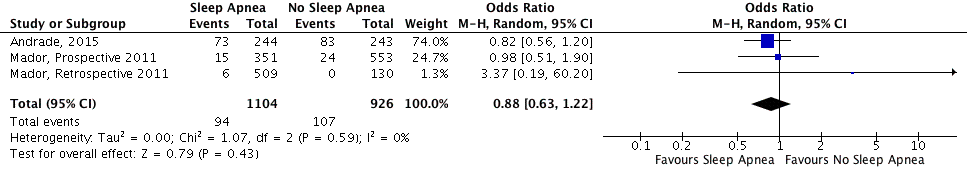 Sleep Apnea No Sleep Apnea Odds Ratio Odds Ratio
Study or Subgroup Events Total Events Total Weight M-H, Random, 95% CI M-H, Random, 95% CI
Andrade, 2015 73 244 83 243 74.0% 0.82 [0.56, 1.20]
Mador, Prospective 2011 15 351 24 553 24.7% 0.98 [0.51, 1.90]
Mador, Retrospective 2011 6 509 0 130 1.3% 3.37 [0.19, 60.20]
Total (95% CI) 1104 926 100.0% 0.88 [0.63, 1.22]
Total events 94 107
Heterogeneity: Tau² = 0.00; Chi² = 1.07, df = 2 (P = 0.59); I² = 0%
Test for overall effect: Z = 0.79 (P = 0.43)
0.1 0.2 0.5 1 2 5 10
Favours Sleep Apnea Favours No Sleep Apnea